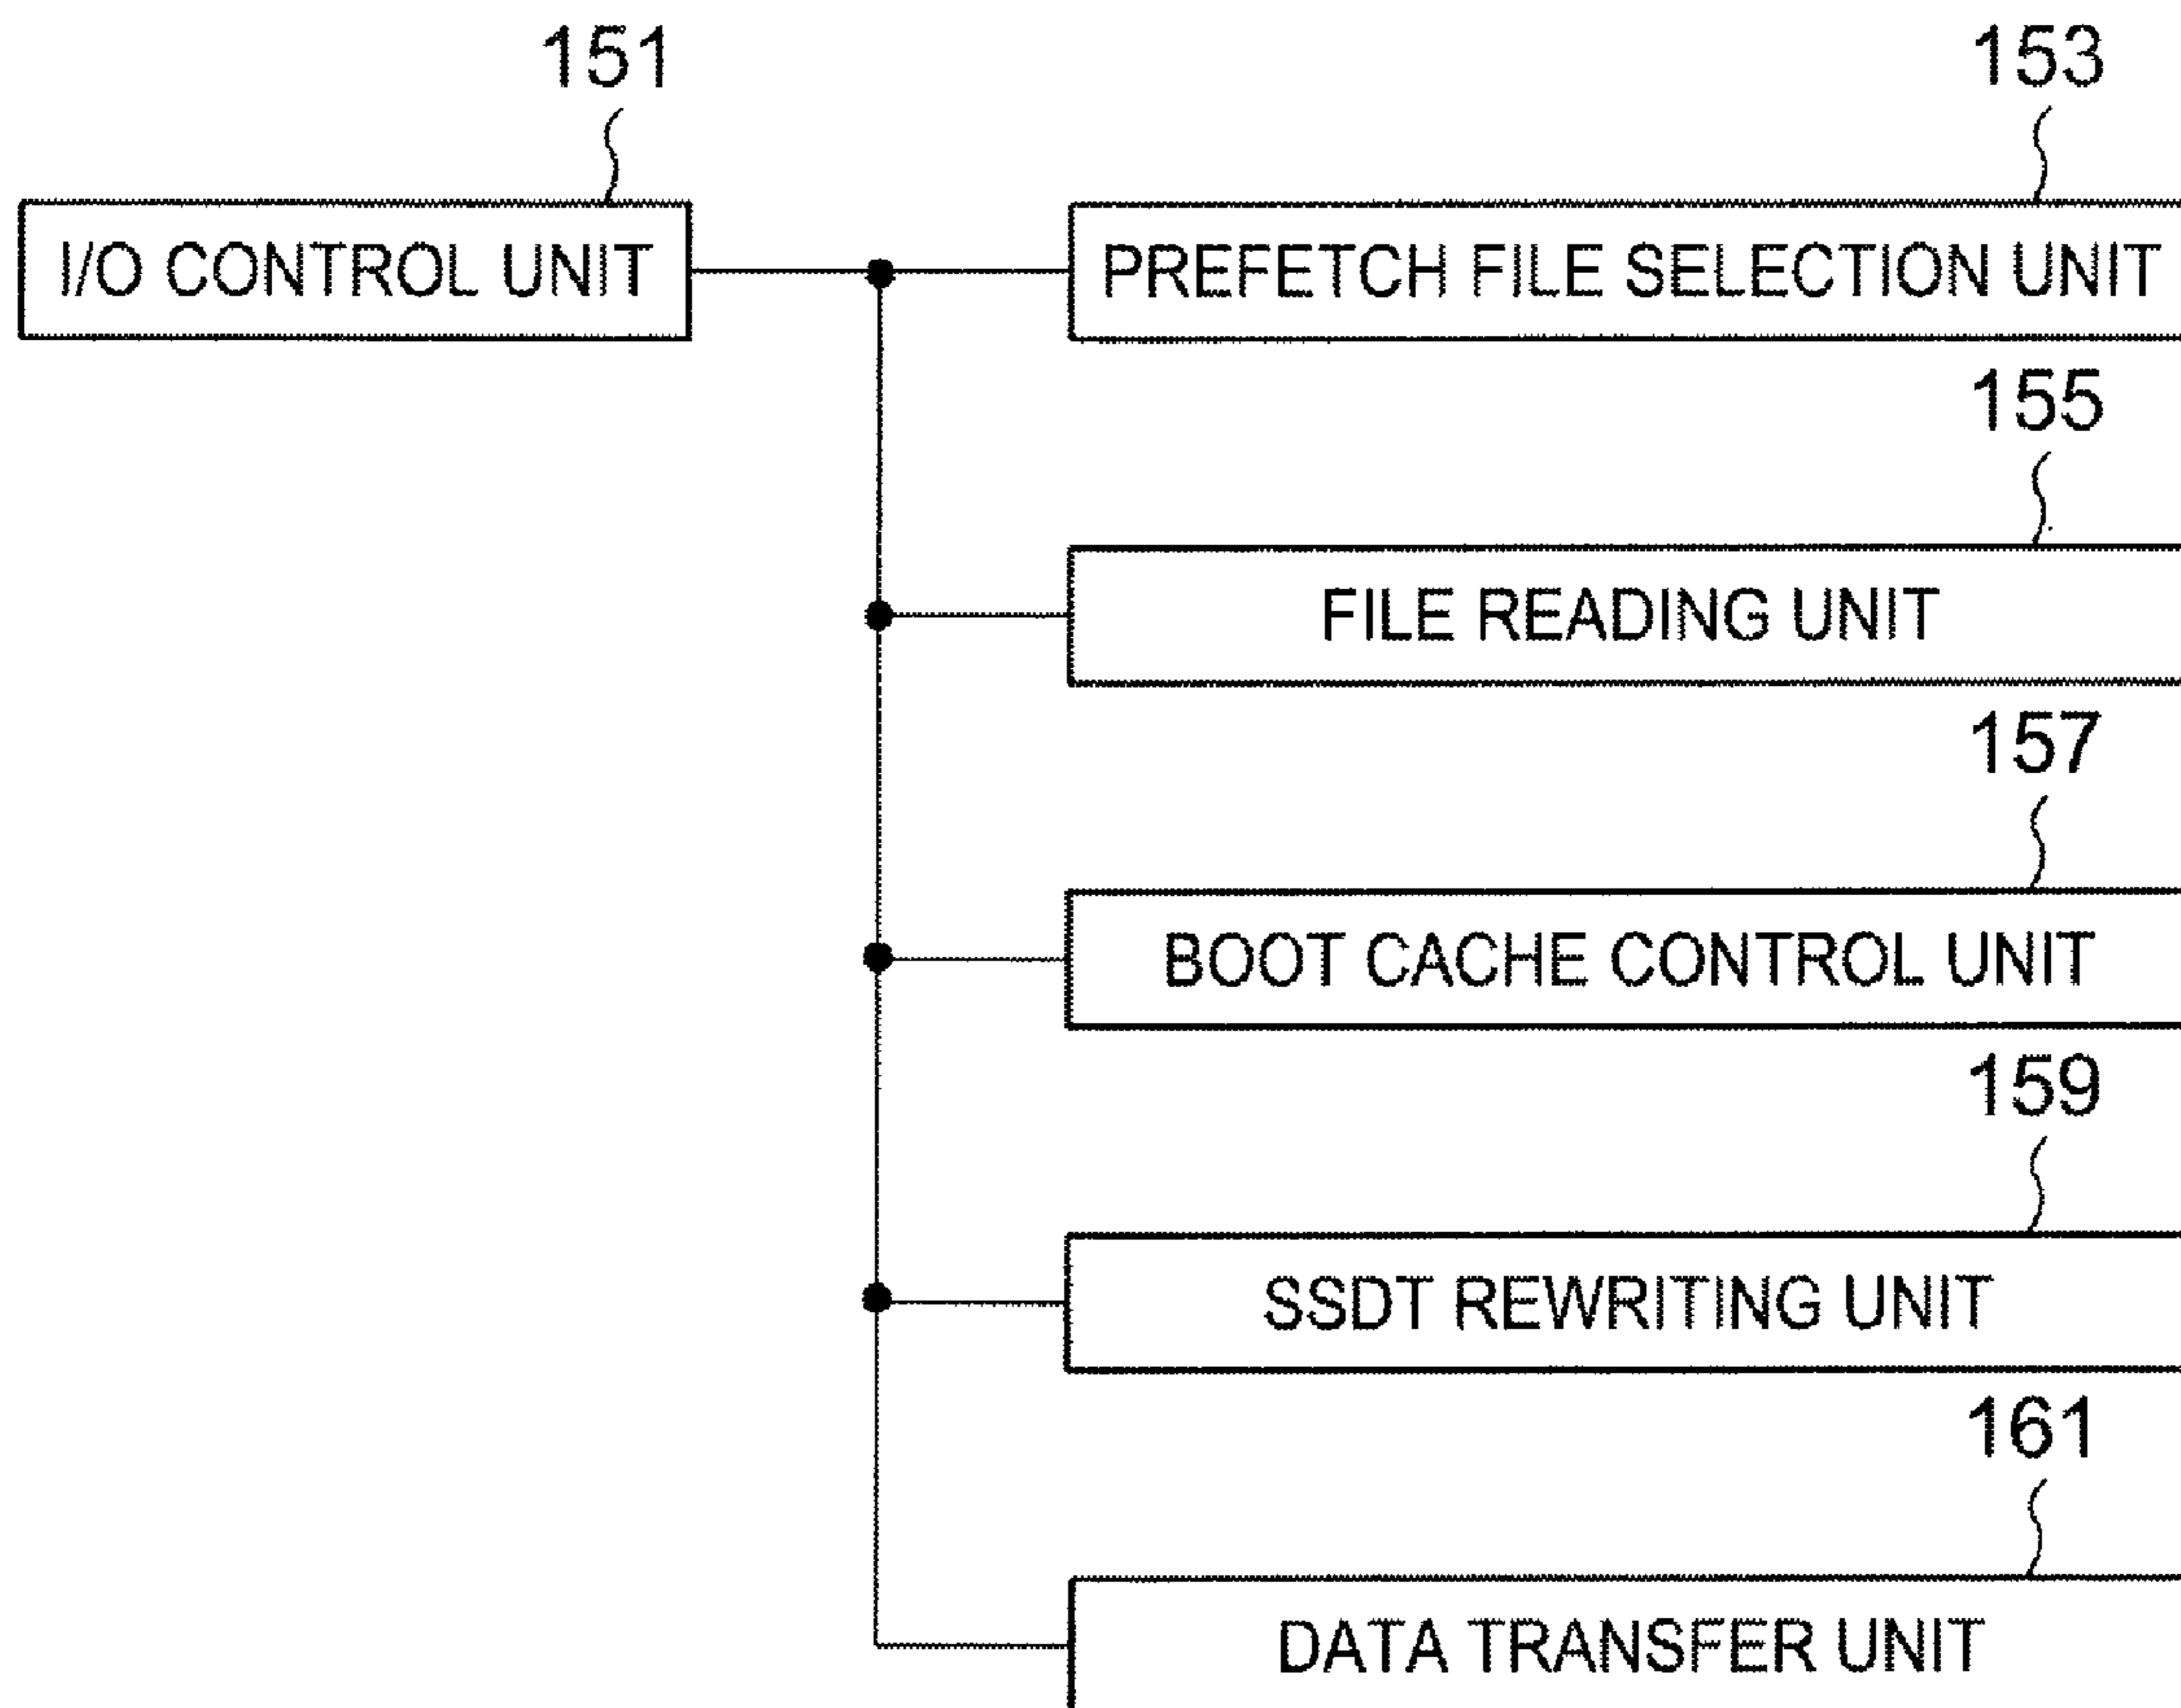 151
153
I/O CONTROL UNIT
PREFETCH FILE SELECTION UNIT
155
FILE READING UNIT
157
BOOT CACHE CONTROL UNIT
159
SSDT REWRITING UNIT
161
DATA TRANSFER UNIT